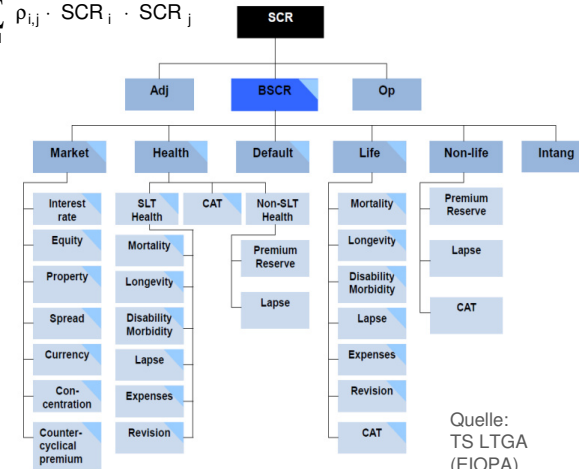 ρ i,j · SCR i · SCR j
SCR
Adj
BSCR
Op
Market
Health
Default
Life
Non-life
Intang
Interest
rate
Equity
Property
Spread
Currency
Con-
centration
Counter-
cyclical
premium
SLT
Health
CAT
Non-SLT
Health
Mortality
Longevity
Disability
Morbidity
Lapse
Expenses
Revision
Premium
Reserve
Lapse
Mortality
Longevity
Disability
Morbidity
Lapse
Expenses
Revision
CAT
Premium
Reserve
Lapse
CAT
Quelle:
TS LTGA
(EIOPA)